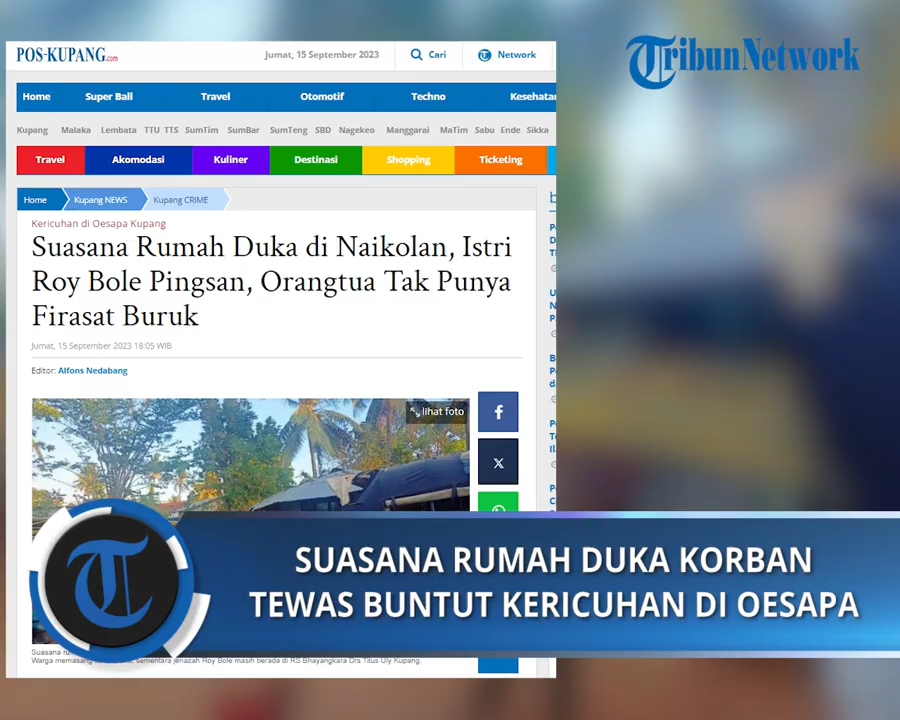 POS-KUPANG.com
Jumat, 15 September 2023
Cari
Network
TribunNetwork
Home Super Ball Travel Otomotif Techno Kesehata
Kupang Malaka Lembata TTU TTS SumTim SumBar SumTeng SBD Nagekeo Manggarai MaTim Sabu Ende Sikka
Travel Akomodasi Kuliner Destinasi Shopping Ticketing
Home Kupang NEWS Kupang CRIME
Kericuhan di Oesapa Kupang
Suasana Rumah Duka di Naikolan, Istri
Roy Bole Pingsan, Orangtua Tak Punya
Firasat Buruk
Jumat, 15 September 2023 18:05 WIB
Editor: Alfons Nedabang
lihat foto
SUASANA RUMAH DUKA KORBAN
TEWAS BUNTUT KERICUHAN DI OESAPA
Suasana
Warga memasang sementara jenazah Roy Bole masih berada di RS Bhayangkara Drs Titus Uly Kupang.